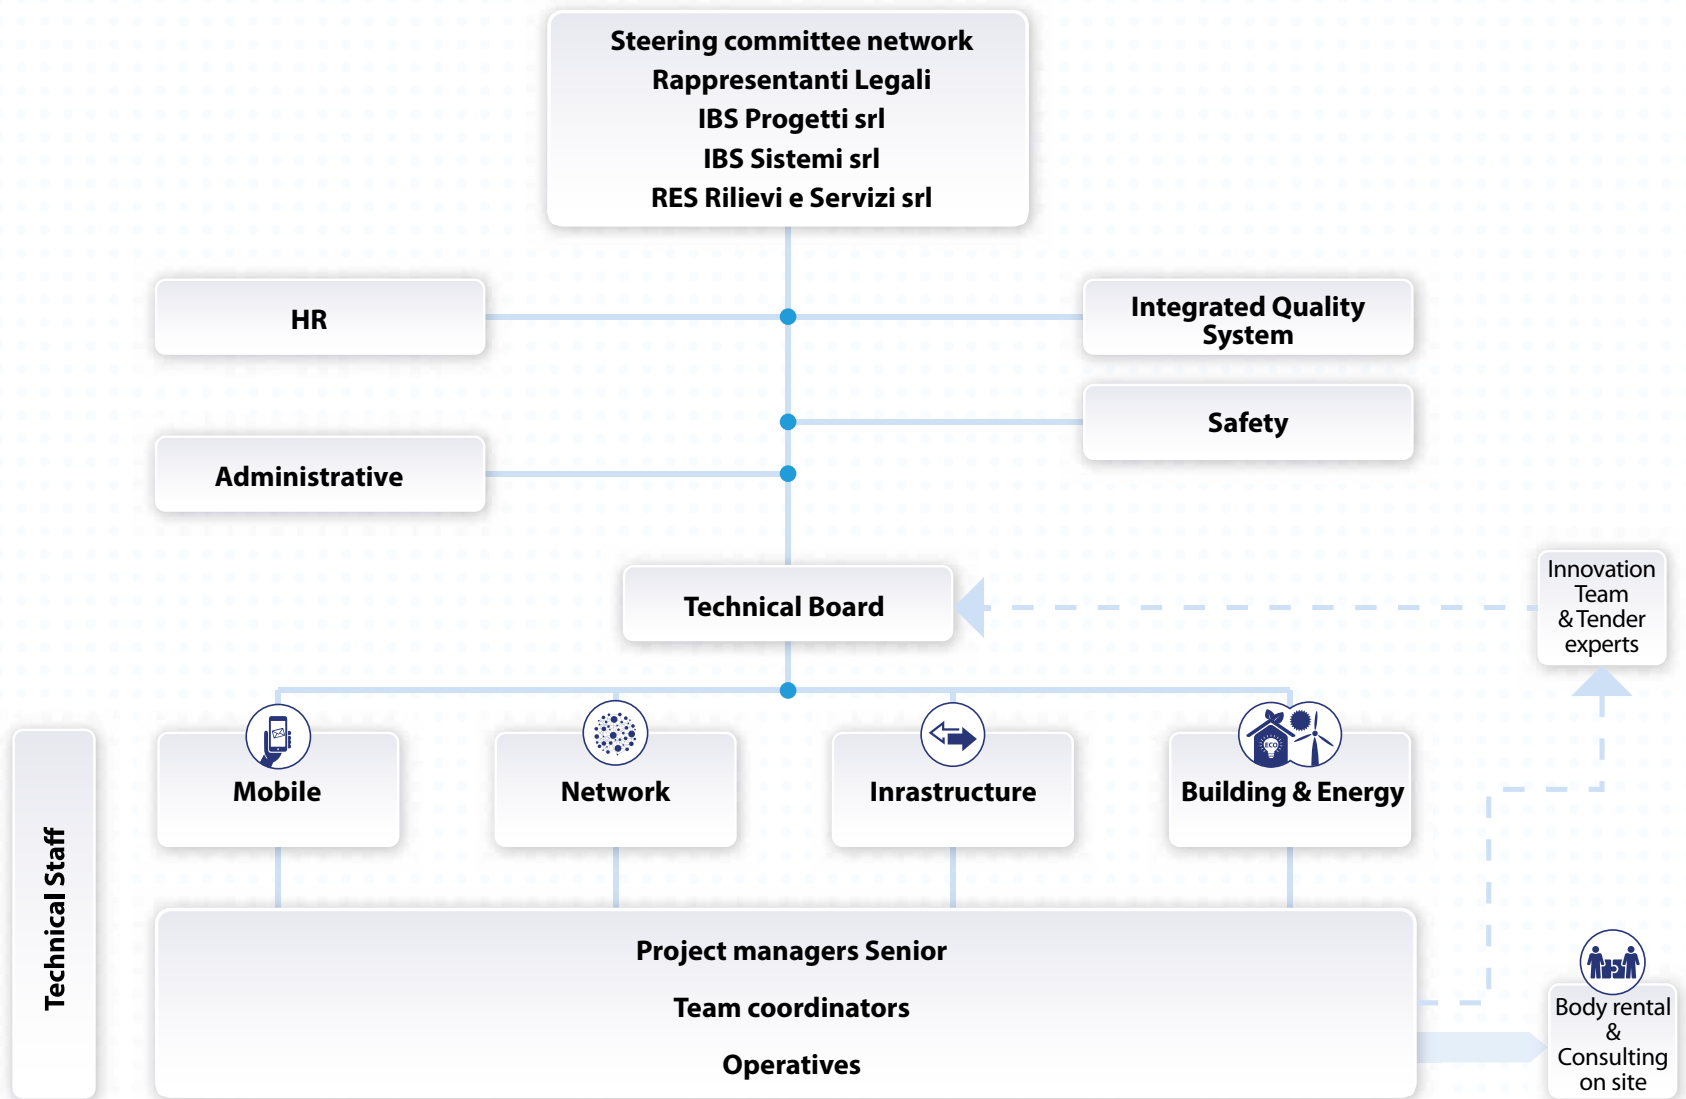 Steering committee network
Rappresentanti Legali
IBS Progetti srl
IBS Sistemi srl
RES Rilievi e Servizi srl
HR
Integrated Quality
System
Safety
Administrative
Technical Board
Innovation
Team
& Tender
experts
Mobile
Network
Inrastructure
ECO
Building & Energy
Technical Staff
Project managers Senior
Team coordinators
Operatives
Body rental
&
Consulting
on site